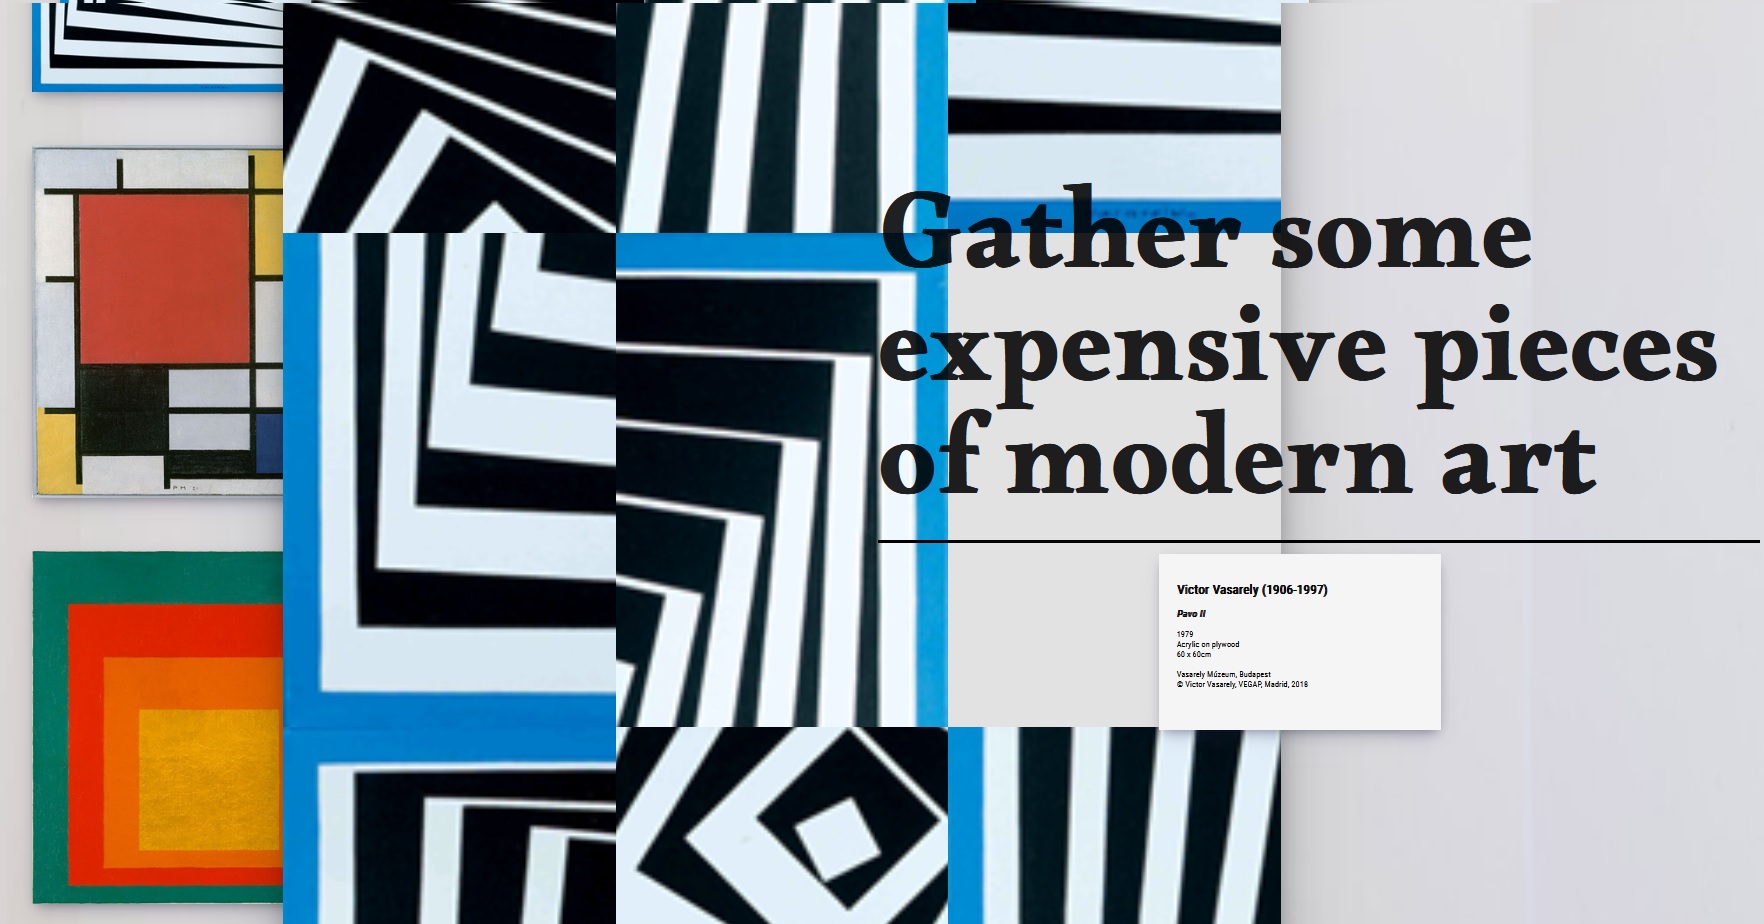 Gather some
expensive pieces
of modern art
Victor Vasarely (1906-1997)
Pavo II
1979
Acrylic on plywood
60 x 60cm
Vasarely Múzeum, Budapest
© Victor Vasarely, VEGAP, Madrid, 2018